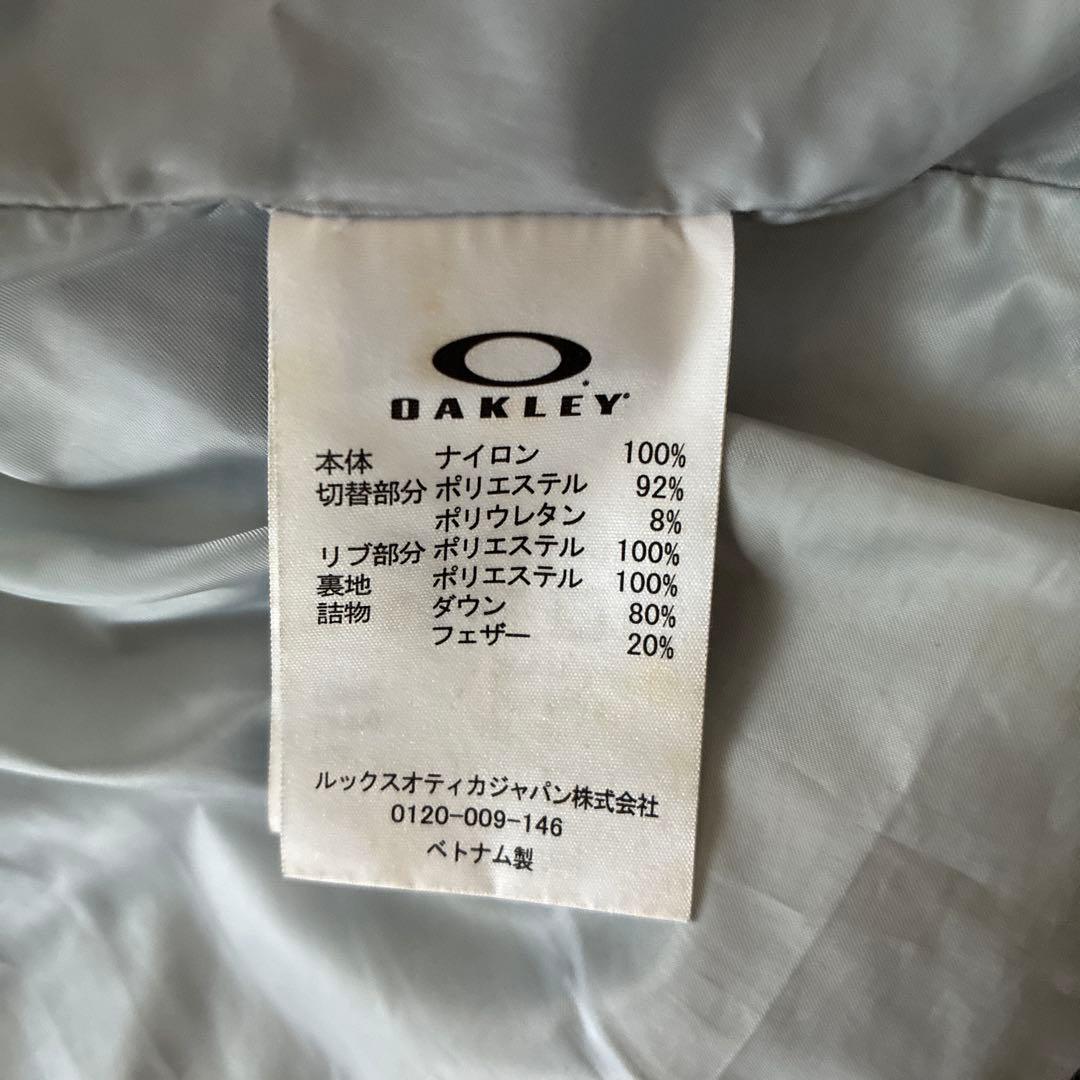 OAKLEY
本体 ナイロン 100%
切替部分 ポリエステル 92%
ポリウレタン 8%
リブ部分 ポリエステル 100%
裏地 ポリエステル 100%
詰物 ダウン 80%
フェザー 20%
ルックスオティカジャパン株式会社
0120-009-146
ベトナム製